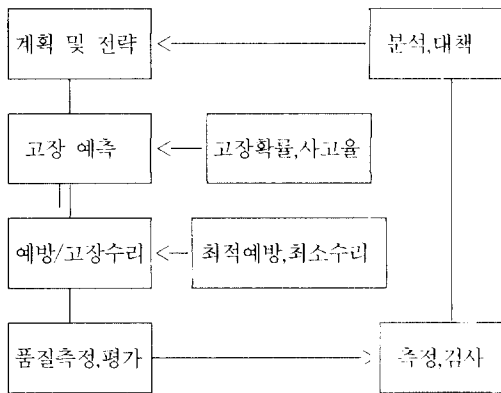 계획 및 전략
분석,대책
고장 예측
고장확률,사고율
예방/고장수리
최적예방,최소수리
품질측정,평가
측정,검사